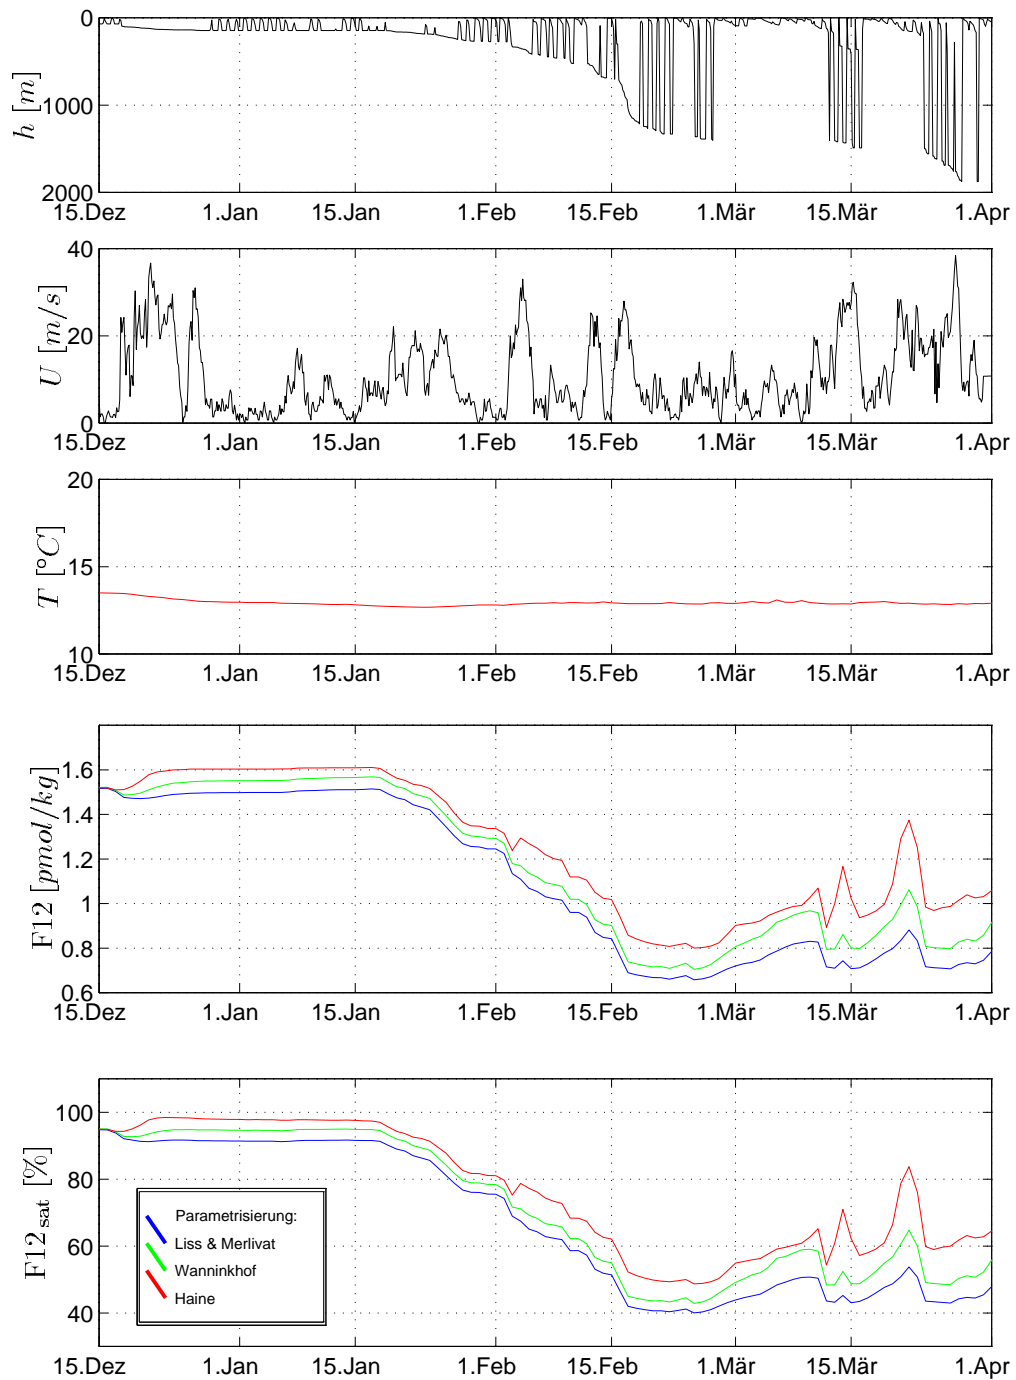 0
1000
2000
h [m]
15.Dez 1.Jan 15.Jan 1.Feb 15.Feb 1.Mär 15.Mär 1.Apr
40
20
0
U [m/s]
15.Dez 1.Jan 15.Jan 1.Feb 15.Feb 1.Mär 15.Mär 1.Apr
20
15
10
T [°C]
15.Dez 1.Jan 15.Jan 1.Feb 15.Feb 1.Mär 15.Mär 1.Apr
1.6
1.4
1.2
1
0.8
0.6
F12 [pmol/kg]
15.Dez 1.Jan 15.Jan 1.Feb 15.Feb 1.Mär 15.Mär 1.Apr
100
80
60
40
F12 sat [%]
Parametrisierung:
Liss & Merlivat
Wanninkhof
Haine
15.Dez 1.Jan 15.Jan 1.Feb 15.Feb 1.Mär 15.Mär 1.Apr